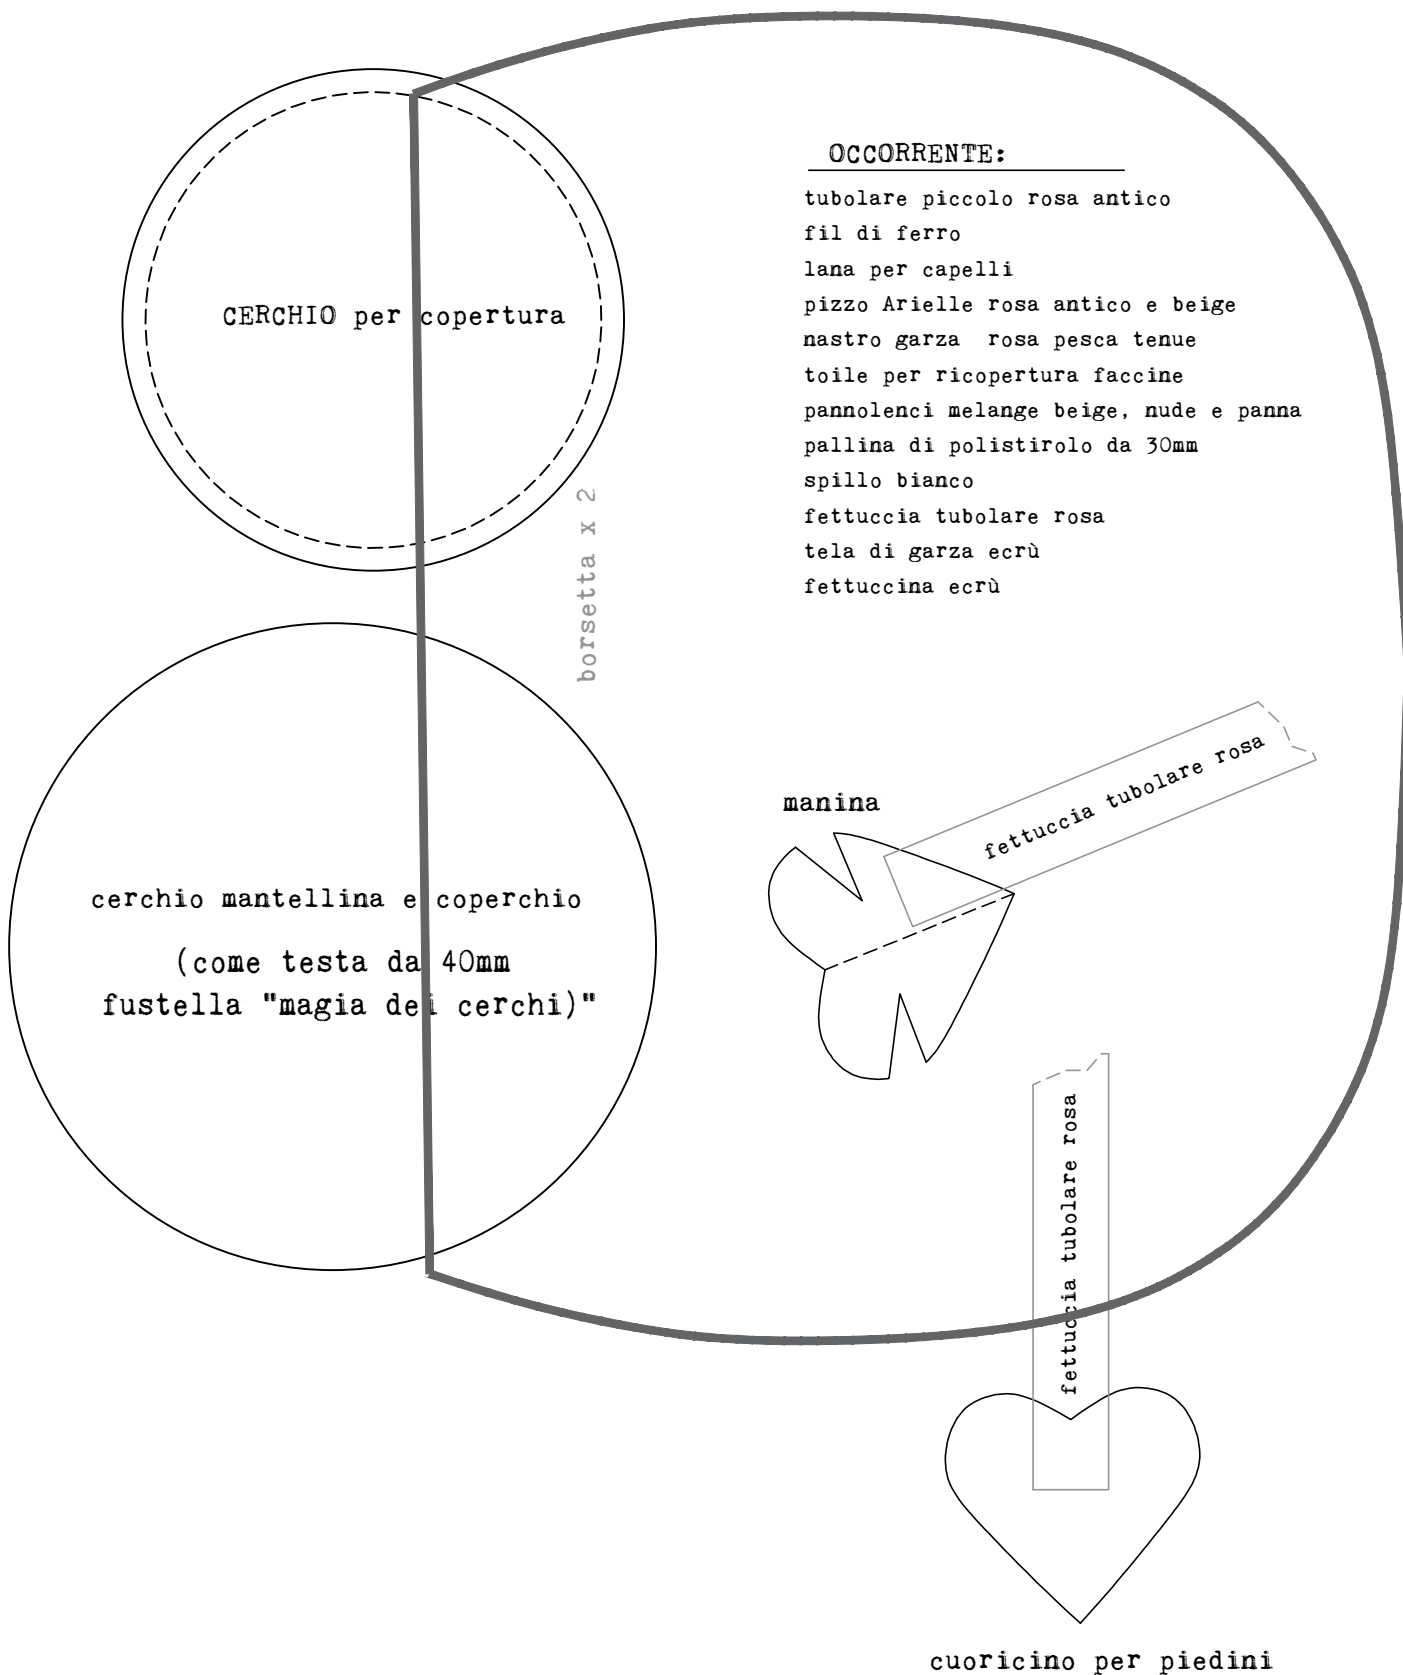 OCCORRENTE:
tubolare piccolo rosa antico
fil di ferro
lana per capelli
pizzo Arielle rosa antico e beige
nastro garza  rosa pesca tenue
toile per ricopertura faccine
pannolenci melange beige, nude e panna
pallina di polistirolo da 30mm
spillo bianco
fettuccia tubolare rosa
tela di garza ecrù
fettuccina ecrù
CERCHIO per copertura
borsetta x 2
cerchio mantellina e coperchio
(come testa da 40mm
fustella "magia dei cerchi)"
manina
fettuccia tubolare rosa
fettuccia tubolare rosa
cuoricino per piedini